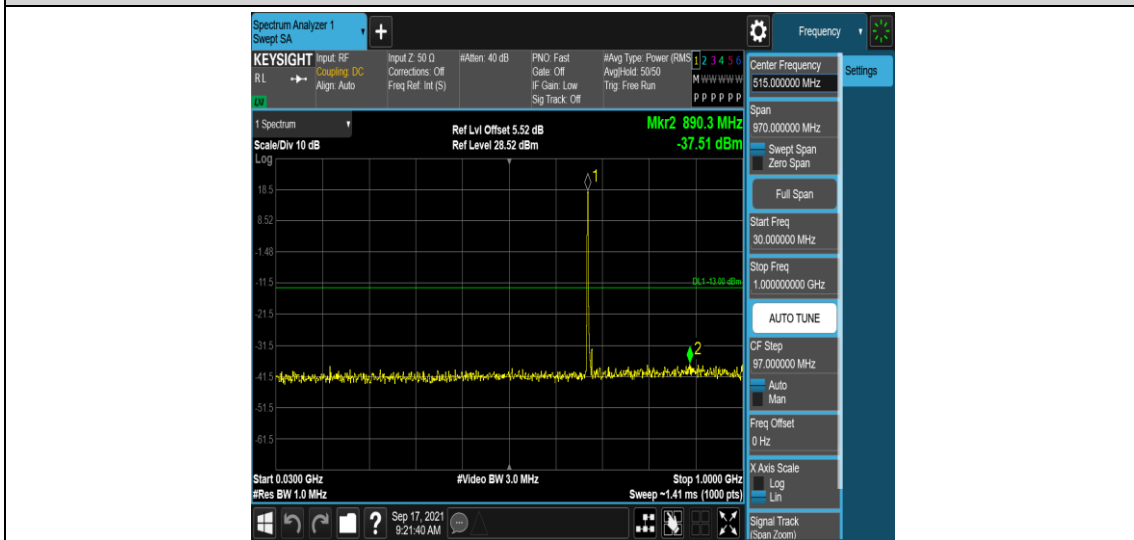 Spectrum Analyzer 1
Swept SA
+
Frequency
KEYSIGHT
Input: RF
Coupling: DC
Align: Auto
Input Z: 50 Ω
Corrections: Off
Freq Ref: Int (S)
#Atten: 40 dB
PNO: Fast
Gate: Off
IF Gain: Low
Sig Track: Off
#Avg Type: Power (RMS
Avg|Hold: 50/50
Trig: Free Run
1 2 3 4 5 6
M W W W W W
P P P P P P
R L
1 Spectrum
Scale/Div 10 dB
Ref Lvl Offset 5.52 dB
Ref Level 28.52 dBm
Mkr2 890.3 MHz
-37.51 dBm
Log
18.5
8.52
-1.48
-11.5
-21.5
-31.5
-41.5
-51.5
-61.5
1
DL1 -13.00 dBm
2
Start 0.0300 GHz
#Res BW 1.0 MHz
#Video BW 3.0 MHz
Stop 1.0000 GHz
Sweep ~1.41 ms (1000 pts)
Center Frequency
515.000000 MHz
Settings
Span
970.000000 MHz
Swept Span
Zero Span
Full Span
Start Freq
30.000000 MHz
Stop Freq
1.000000000 GHz
AUTO TUNE
CF Step
97.000000 MHz
Auto
Man
Freq Offset
0 Hz
X Axis Scale
Log
Lin
Signal Track
(Span Zoom)
?
Sep 17, 2021
9:21:40 AM